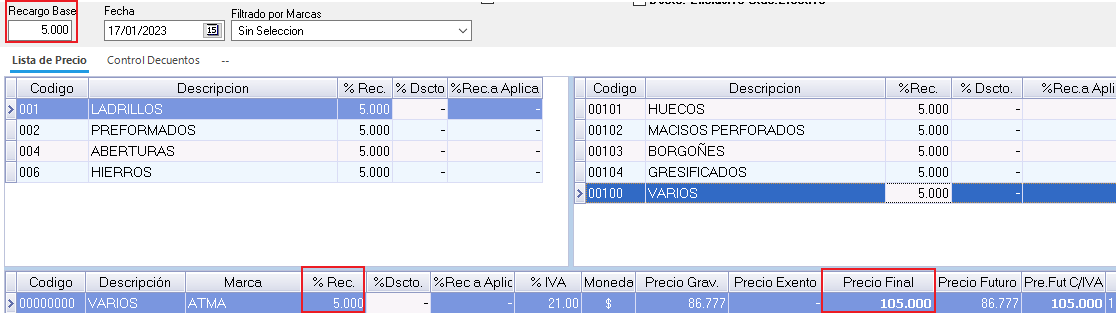 Recargo Base Fecha Filtrado por Marcas
5.000 17/01/2023 15 Sin Seleccion
Lista de Precio Control Decuentos --
Codigo Descripcion % Rec. % Dscto %Rec.a Aplica
001 LADRILLOS 5.000 - -
002 PREFORMADOS 5.000 - -
004 ABERTURAS 5.000 - -
006 HIERROS 5.000 - -
Codigo Descripcion %Rec. % Dscto. %Rec.a Apli
00101 HUECOS 5.000 -
00102 MACISOS PERFORADOS 5.000 -
00103 BORGOÑES 5.000 -
00104 GRESIFICADOS 5.000 -
00100 VARIOS 5.000 -
Codigo Descripción Marca % Rec. %Dscto. %Rec a Aplic % IVA Moneda Precio Grav. Precio Exento Precio Final Precio Futuro Pre.Fut C/IVA
00000000 VARIOS ATMA 5.000 - - 21.00 $ 86.777 - 105.000 86.777 105.000 1